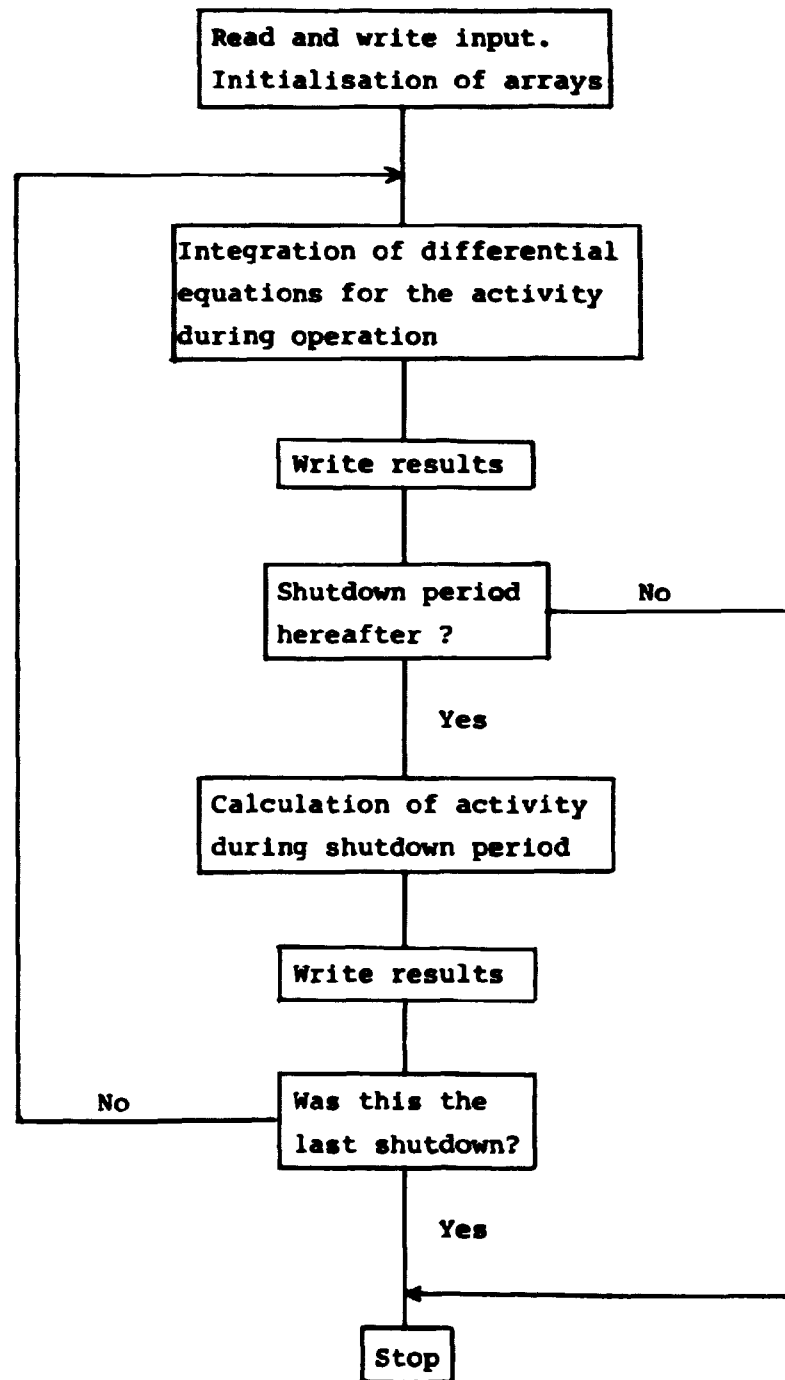 Read and write input.
Initialisation of arrays
Integration of differential
equations for the activity
during operation
Write results
Shutdown period
hereafter ?
No
Yes
Calculation of activity
during shutdown period
Write results
Was this the
last shutdown?
No
Yes
Stop